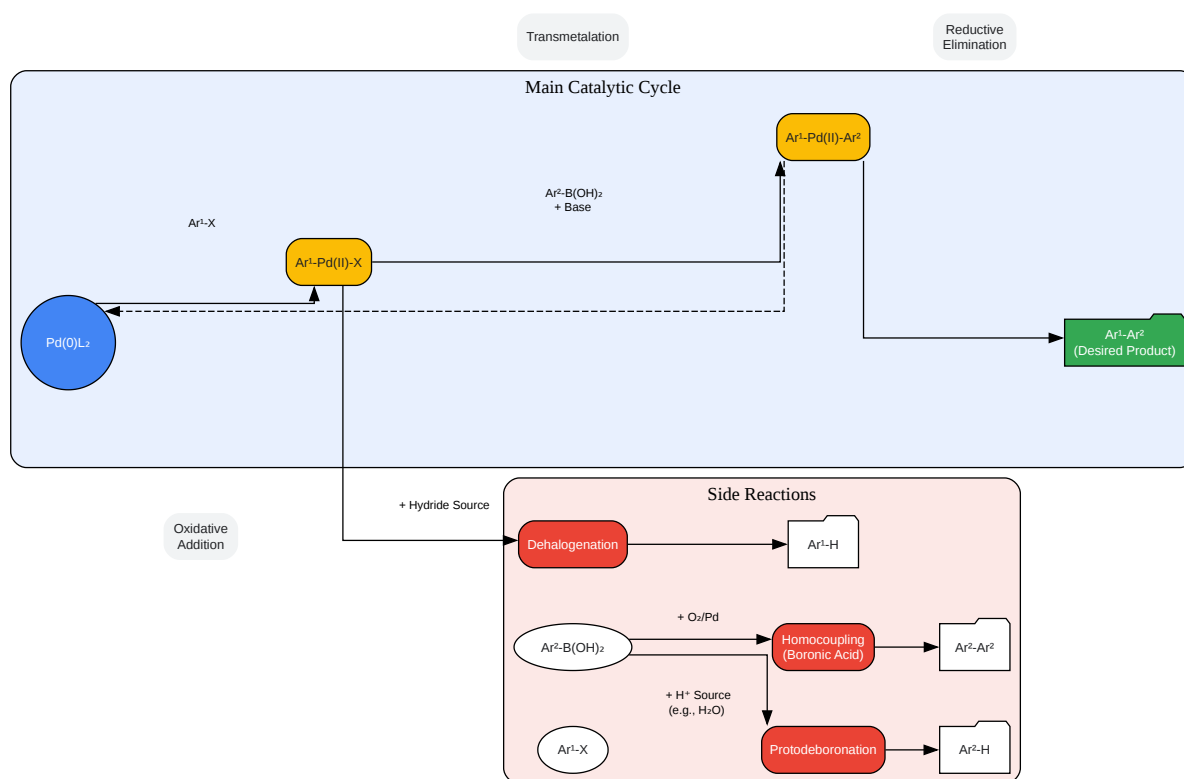 Transmetalation
Reductive
Elimination
Main Catalytic Cycle
Ar¹-Pd(II)-Ar²
Ar²-B(OH)₂
+ Base
Ar¹-X
Ar¹-Pd(II)-X
Pd(0)L₂
Ar¹-Ar²
(Desired Product)
Side Reactions
+ Hydride Source
Oxidative
Addition
Dehalogenation
Ar¹-H
+ O₂/Pd
Ar²-B(OH)₂
Homocoupling
(Boronic Acid)
Ar²-Ar²
+ H⁺ Source
(e.g., H₂O)
Ar¹-X
Protodeboronation
Ar²-H